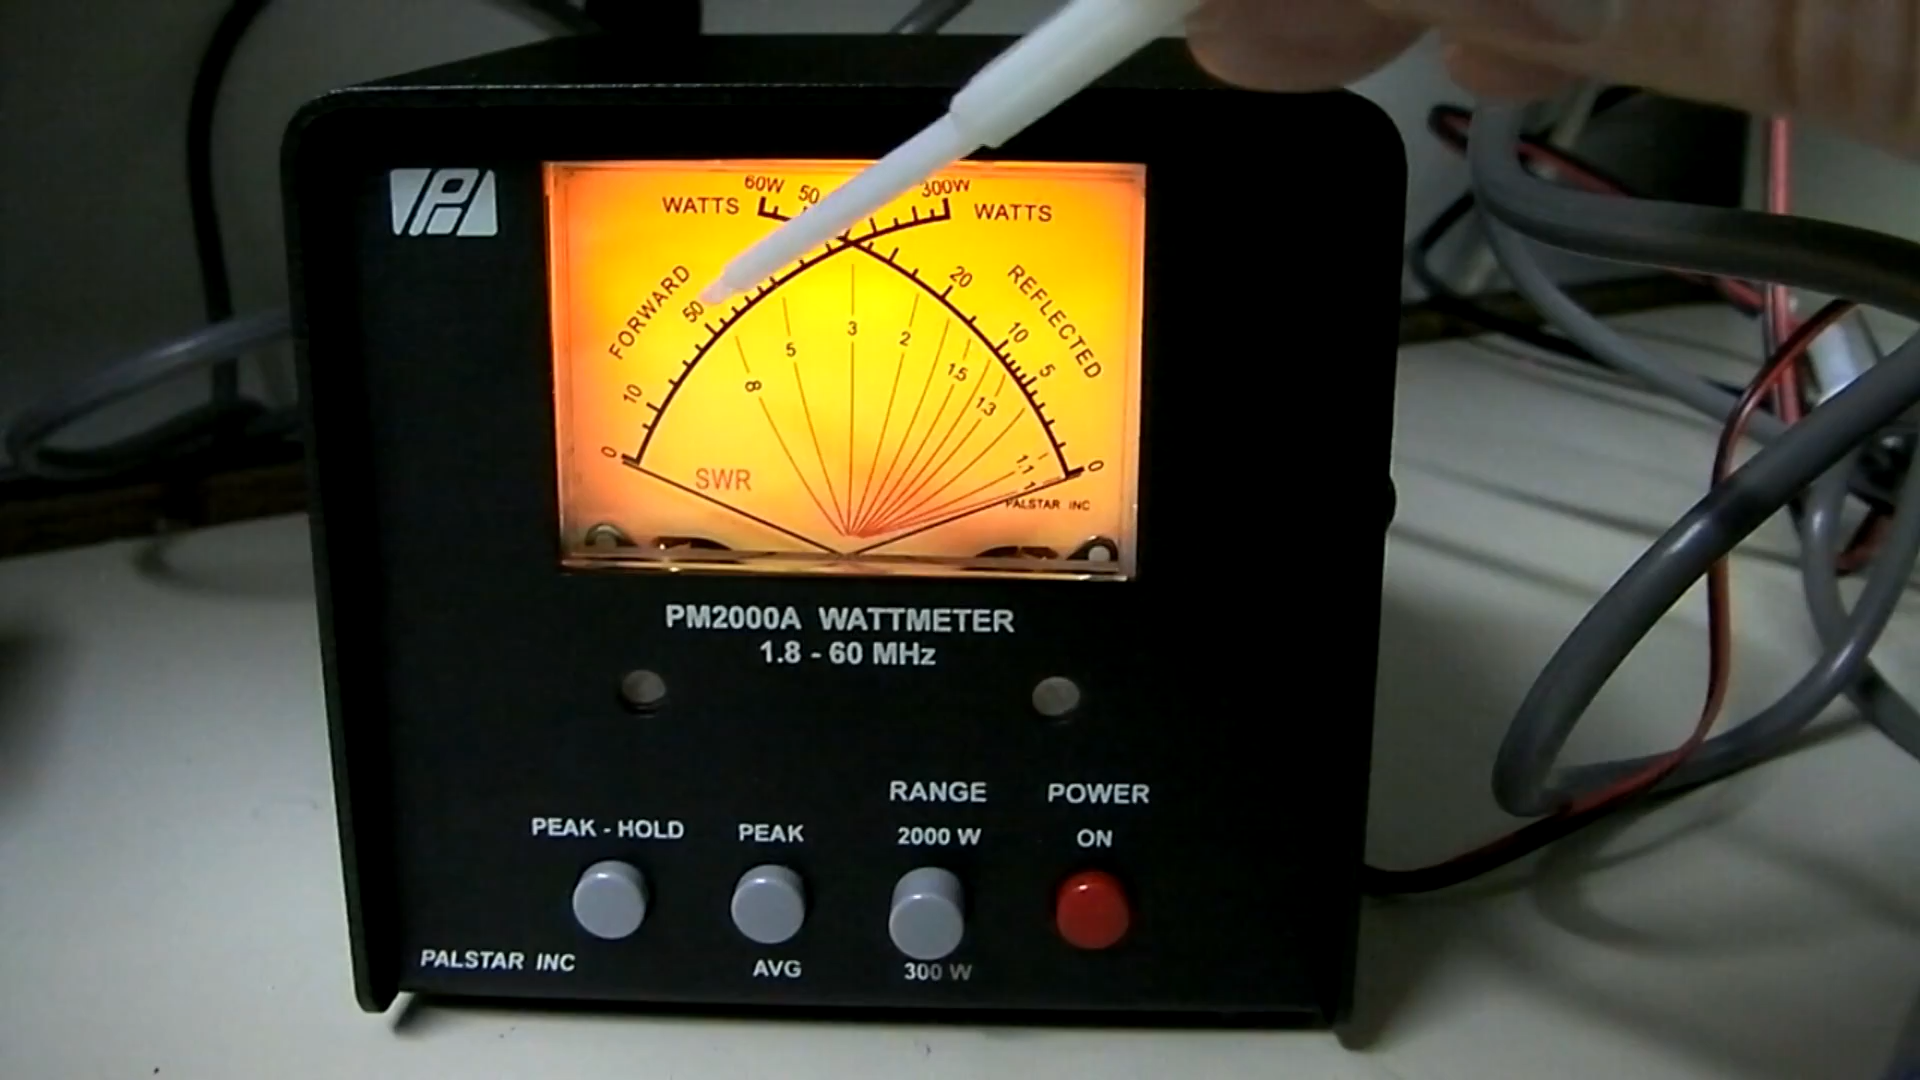 60W 50 300W
WATTS WATTS
FORWARD REFLECTED
50 20
10 10
5
0 0
8 5 3 2 1.5 1.3 1.1 1
SWR
PALSTAR INC
PM2000A WATTMETER
1.8 - 60 MHz
RANGE POWER
PEAK - HOLD PEAK 2000 W ON
PALSTAR INC AVG 300 W